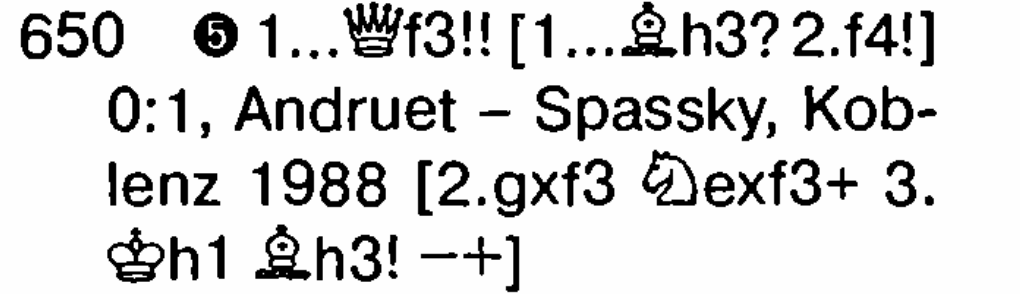 650 ❺ 1...♕f3!! [1...♗h3? 2.f4!]
0:1, Andruet – Spassky, Kob-
lenz 1988 [2.gxf3 ♘exf3+ 3.
♔h1 ♗h3! –+]